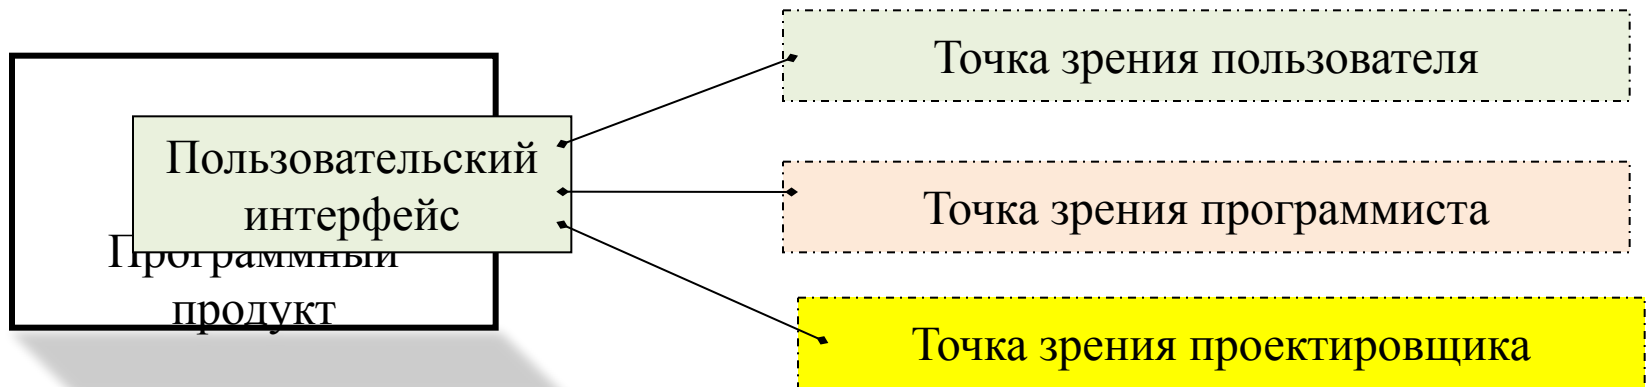 Точка зрения пользователя
Пользовательский
интерфейс
Точка зрения программиста
Программный
продукт
Точка зрения проектировщика